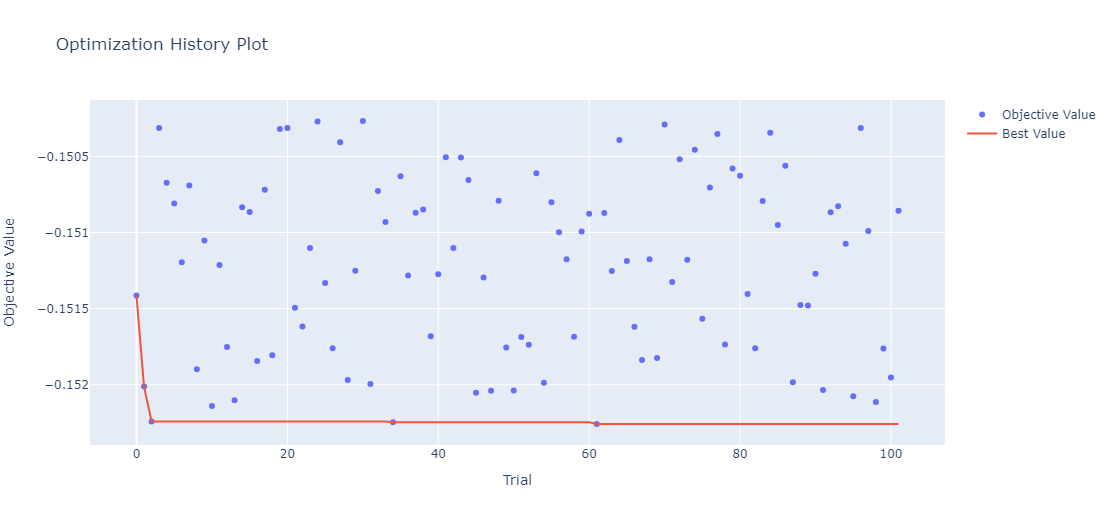 Optimization History Plot
Objective Value
Best Value
−0.1505
−0.151
−0.1515
−0.152
Objective Value
0 20 40 60 80 100
Trial